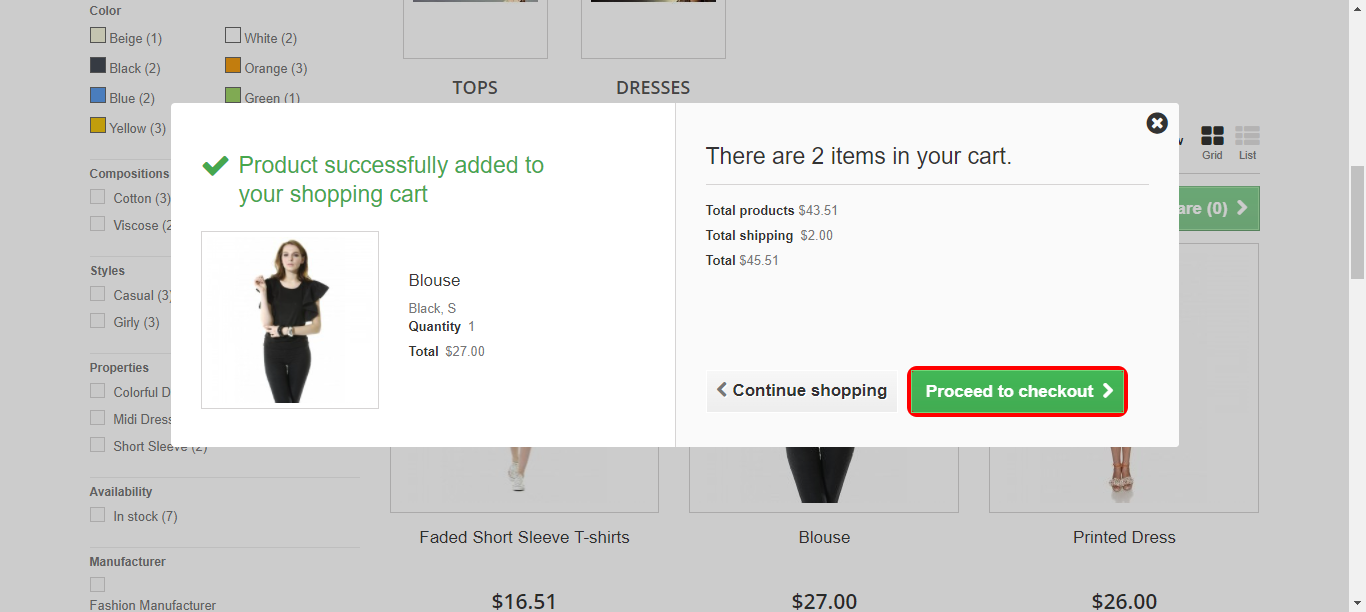 Color
Beige (1)
White (2)
Black (2)
Orange (3)
Blue (2)
Green (1)
Yellow (3)
Compositions
Cotton (3)
Viscose (2
Styles
Casual (3)
Girly (3)
Properties
Colorful D
Midi Dress
Short Sleeve (2)
Availability
In stock (7)
Manufacturer
Fashion Manufacturer
TOPS
DRESSES
Grid
List
are (0)
Product successfully added to
your shopping cart
Blouse
Black, S
Quantity 1
Total $27.00
There are 2 items in your cart.
Total products $43.51
Total shipping $2.00
Total $45.51
Continue shopping
Proceed to checkout
Faded Short Sleeve T-shirts
Blouse
Printed Dress
$16.51
$27.00
$26.00